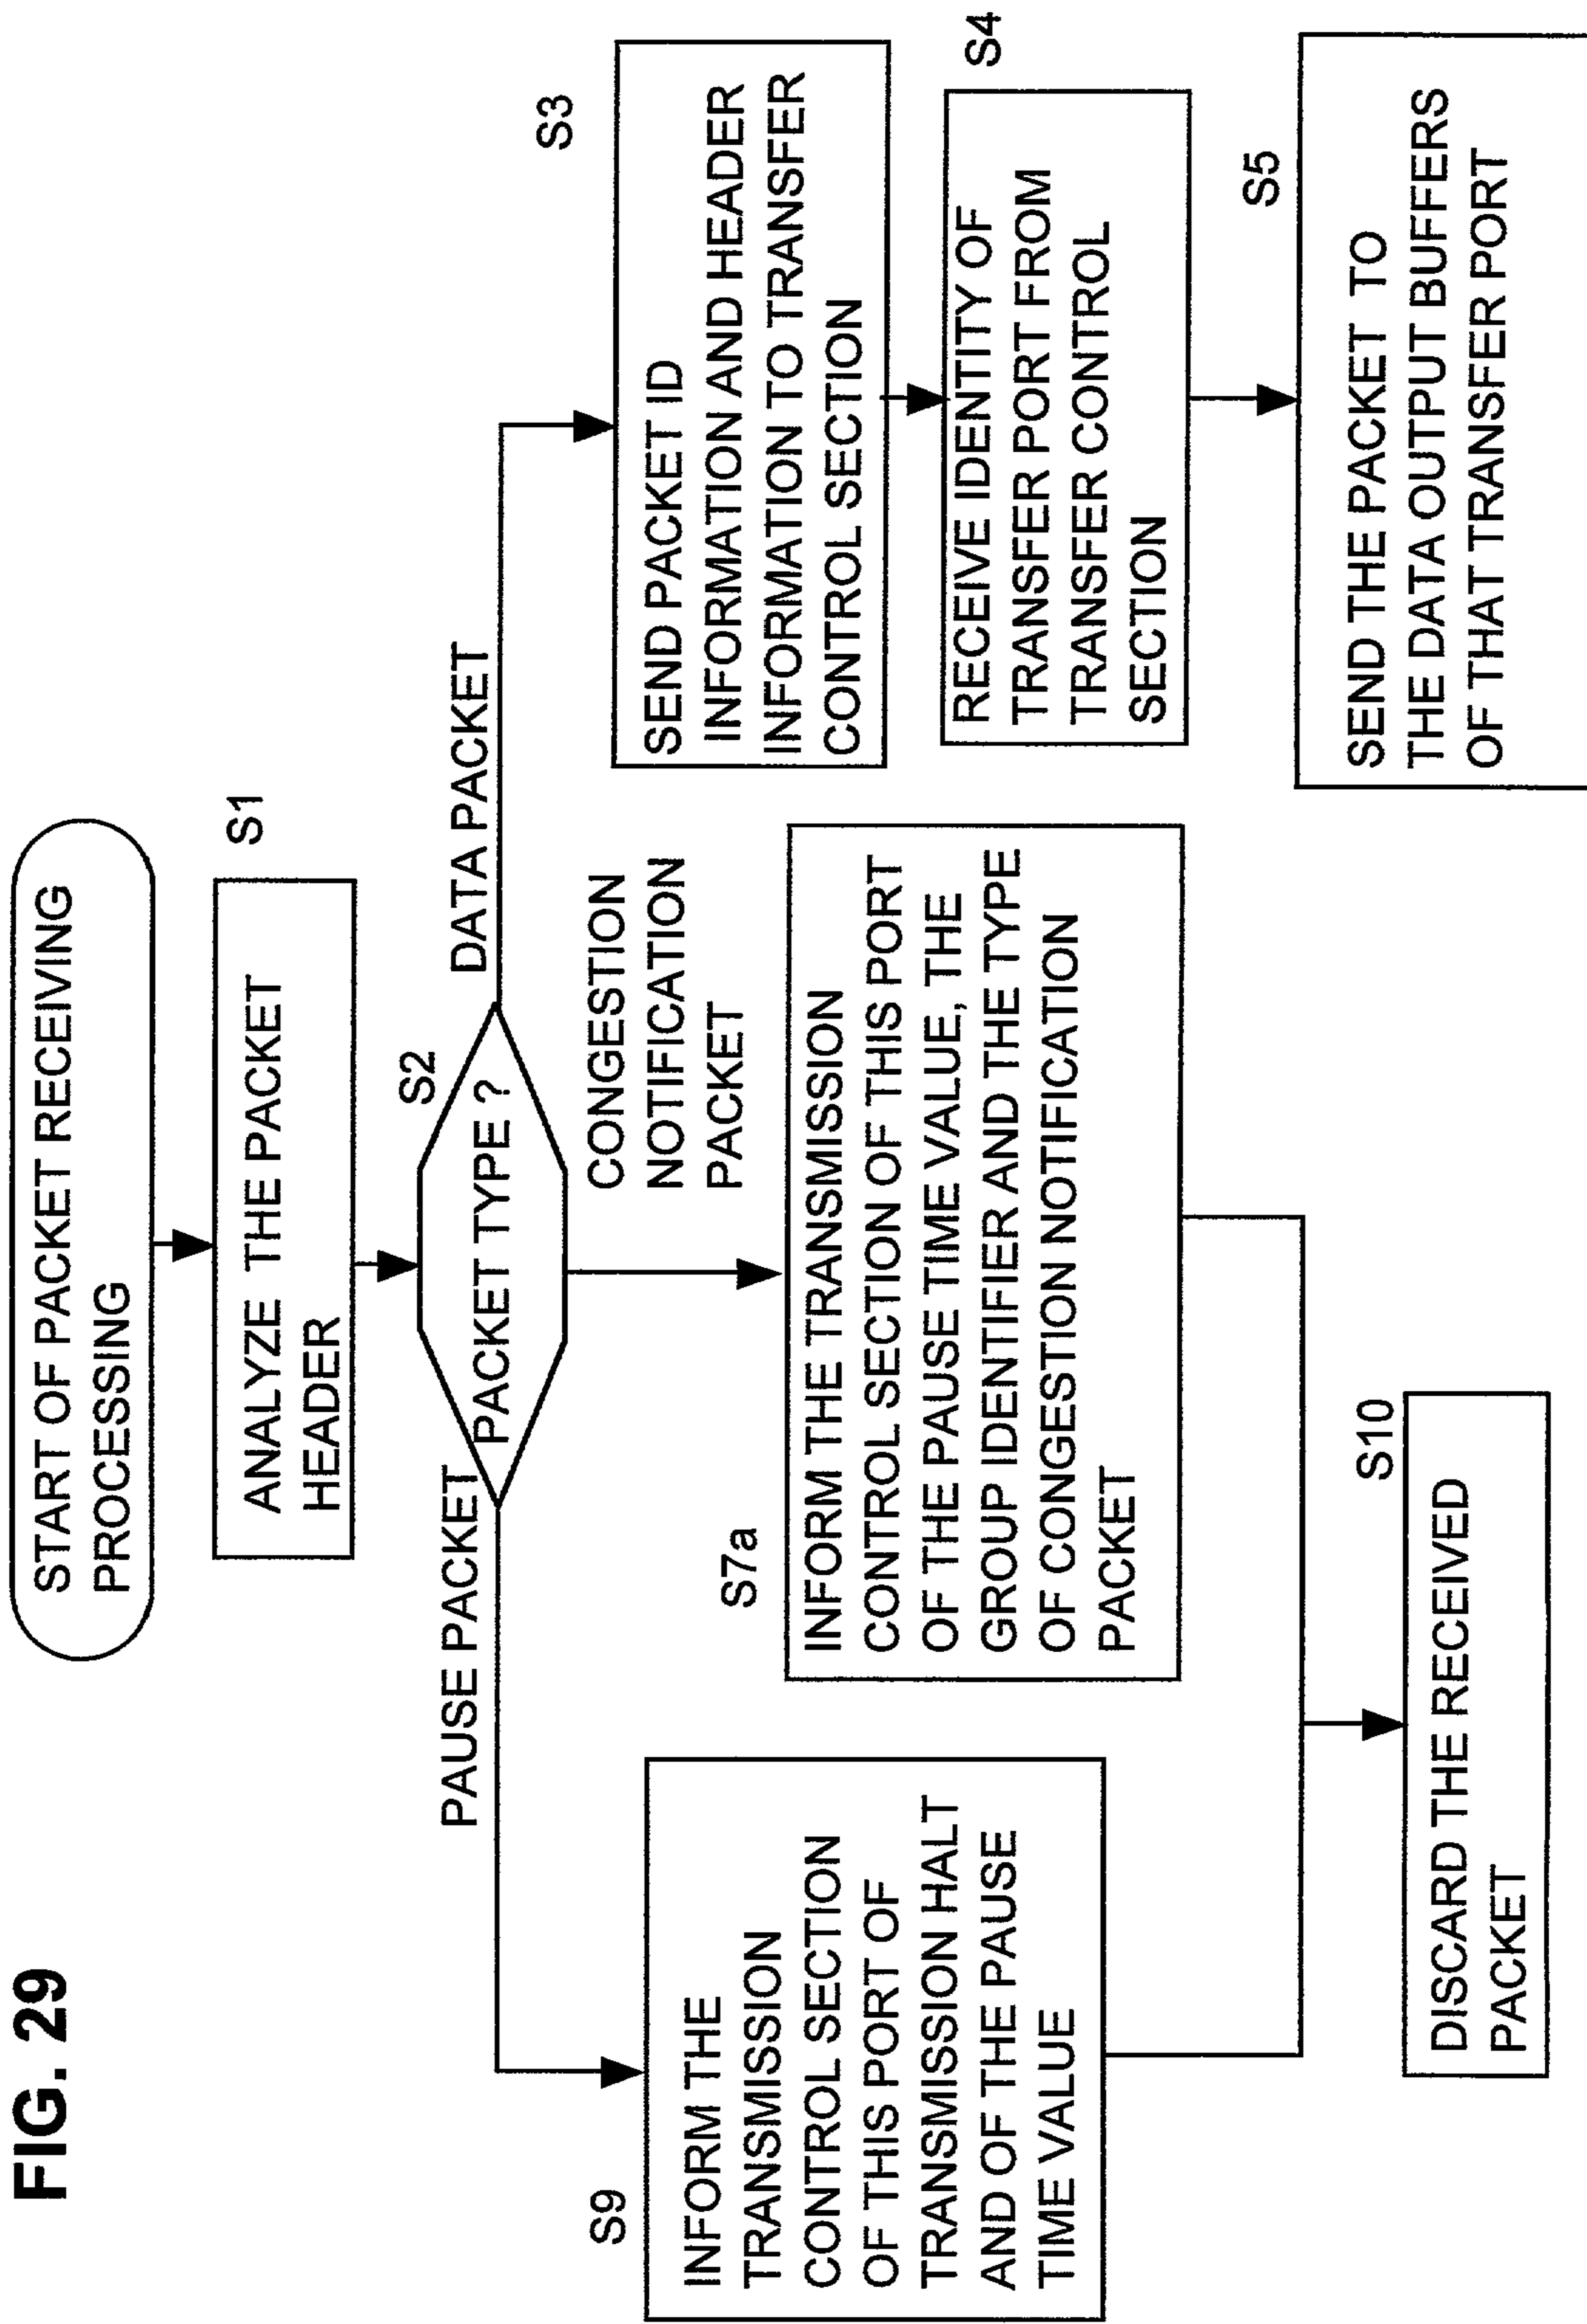 FIG. 29
START OF PACKET RECEIVING
PROCESSING
S1
ANALYZE THE PACKET
HEADER
S2
PACKET TYPE ?
PAUSE PACKET
DATA PACKET
CONGESTION
NOTIFICATION
PACKET
S9
INFORM THE
TRANSMISSION
CONTROL SECTION
OF THIS PORT OF
TRANSMISSION HALT
AND OF THE PAUSE
TIME VALUE
S7a
INFORM THE TRANSMISSION
CONTROL SECTION OF THIS PORT
OF THE PAUSE TIME VALUE, THE
GROUP IDENTIFIER AND THE TYPE
OF CONGESTION NOTIFICATION
PACKET
S3
SEND PACKET ID
INFORMATION AND HEADER
INFORMATION TO TRANSFER
CONTROL SECTION
S4
RECEIVE IDENTITY OF
TRANSFER PORT FROM
TRANSFER CONTROL
SECTION
S5
SEND THE PACKET TO
THE DATA OUTPUT BUFFERS
OF THAT TRANSFER PORT
S10
DISCARD THE RECEIVED
PACKET